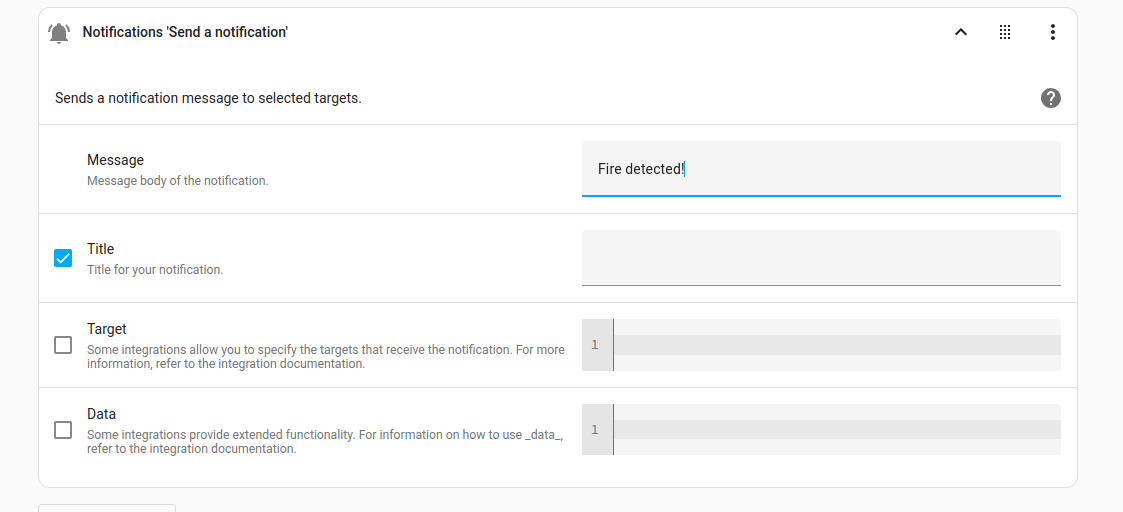 Notifications 'Send a notification'
Sends a notification message to selected targets.
Message
Message body of the notification.
Fire detected!
Title
Title for your notification.
Target
Some integrations allow you to specify the targets that receive the notification. For more
information, refer to the integration documentation.
1
Data
Some integrations provide extended functionality. For information on how to use _data_,
refer to the integration documentation.
1